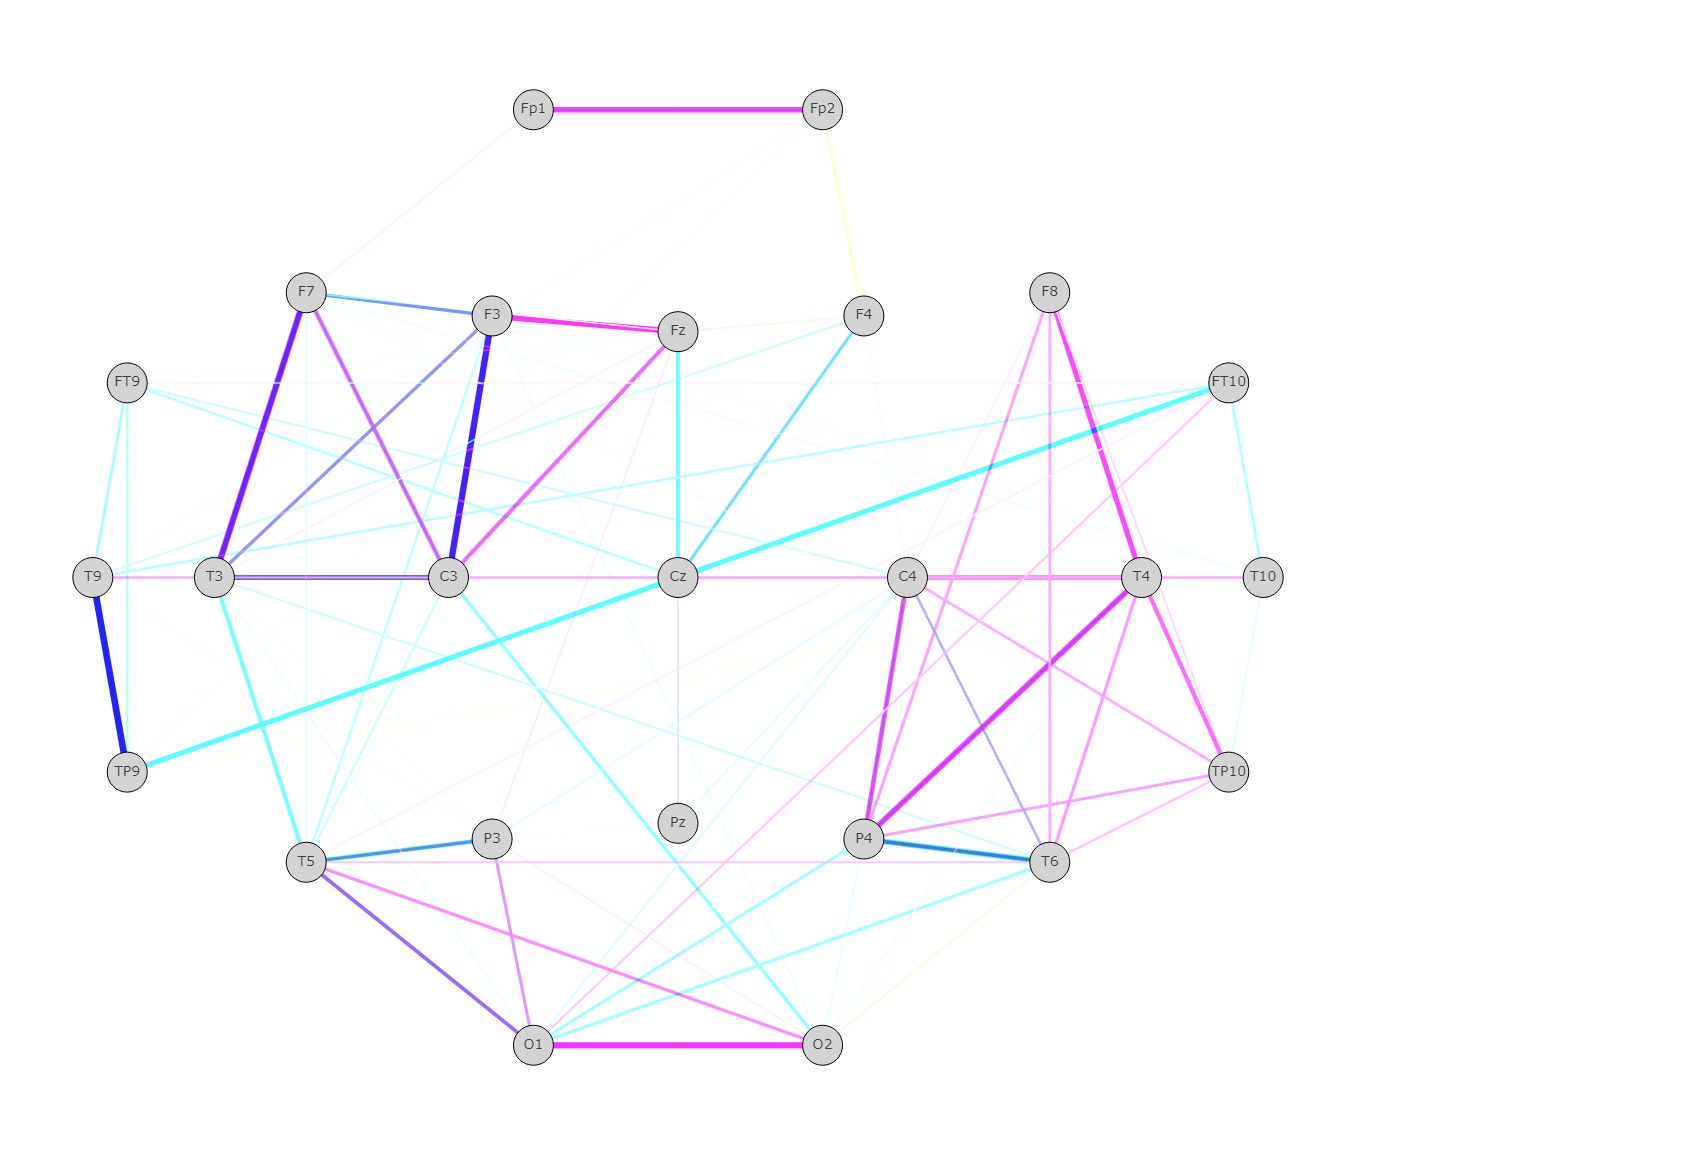 Fp1 Fp2
F7 F3 Fz F4 F8
FT9 FT10
T9 T3 C3 Cz C4 T4 T10
TP9 TP10
T5 P3 Pz P4 T6
O1 O2